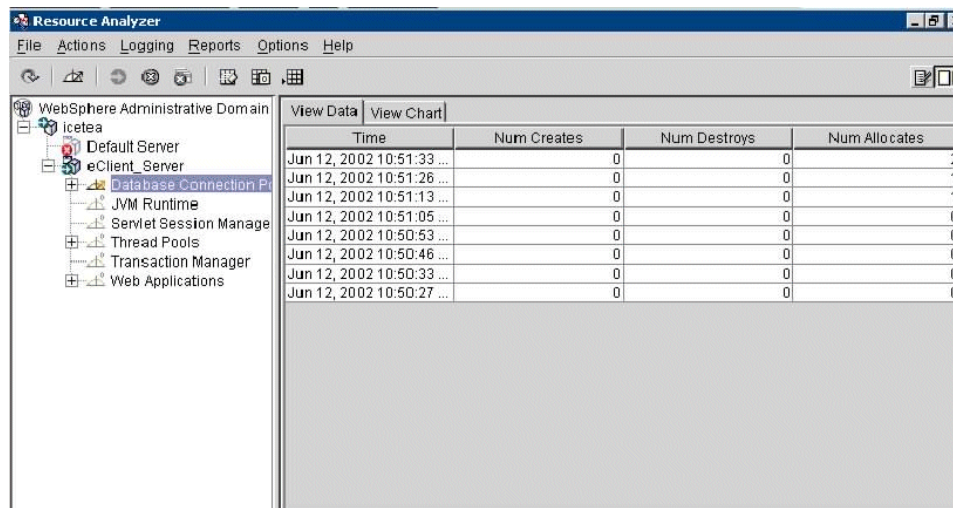 Resource Analyzer
File Actions Logging Reports Options Help
WebSphere Administrative Domain
icetea
Default Server
eClient_Server
Database Connection
JVM Runtime
Servlet Session Manage
Thread Pools
Transaction Manager
Web Applications
View Data View Chart
Time Num Creates Num Destroys Num Allocates
Jun 12, 2002 10:51:33 ... 0 0
Jun 12, 2002 10:51:26 ... 0 0
Jun 12, 2002 10:51:13 ... 0 0
Jun 12, 2002 10:51:05 ... 0 0
Jun 12, 2002 10:50:53 ... 0 0
Jun 12, 2002 10:50:46 ... 0 0
Jun 12, 2002 10:50:33 ... 0 0
Jun 12, 2002 10:50:27 ... 0 0